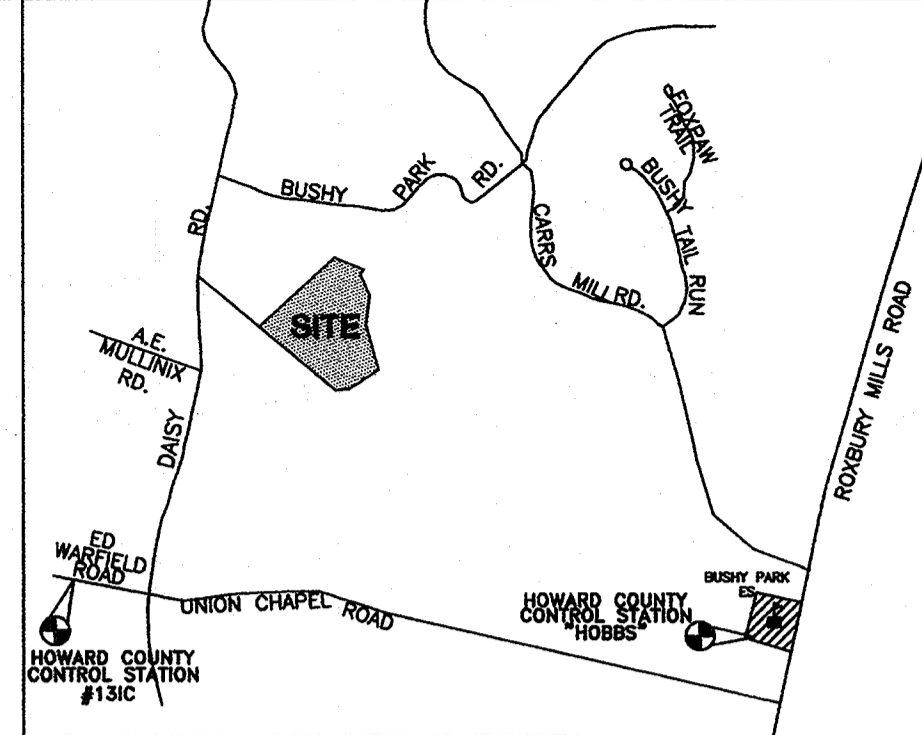 FOXPAW
TRAIL
BUSHY PARK RD.
BUSHY TAIL RUN
RD.
CARRS MILL RD.
SITE
A.E.
MULLINIX
RD.
DAISY
ROXBURY MILLS ROAD
ED
WARFIELD
ROAD
UNION CHAPEL ROAD
BUSHY PARK
ES
HOWARD COUNTY
CONTROL STATION
"HOBBS"
HOWARD COUNTY
CONTROL STATION
#13IC